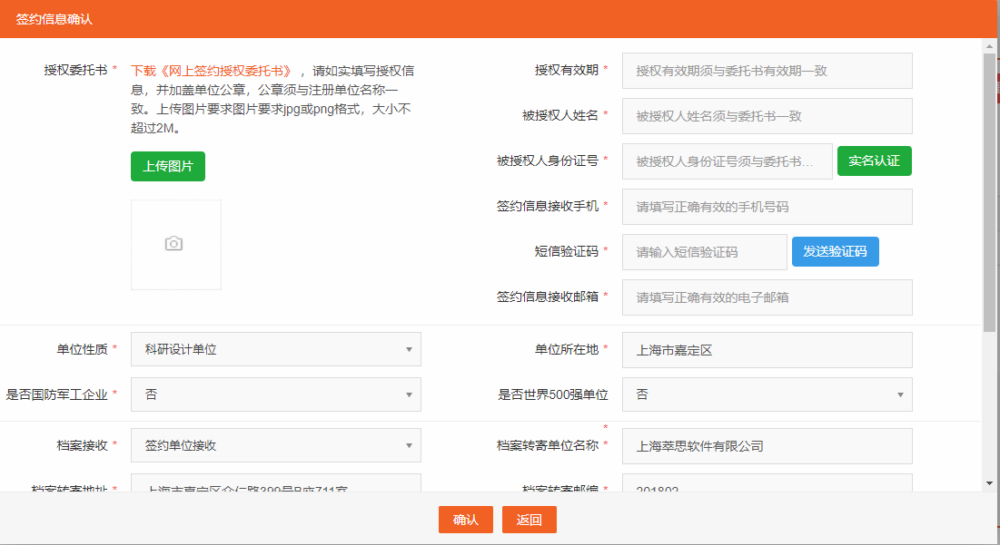 签约信息确认
授权委托书 *
下载《网上签约授权委托书》，请如实填写授权信
息，并加盖单位公章，公章须与注册单位名称一
致。上传图片要求图片要求jpg或png格式，大小不
超过2M。
上传图片
授权有效期 * 授权有效期须与委托书有效期一致
被授权人姓名 * 被授权人姓名须与委托书一致
被授权人身份证号 * 被授权人身份证号须与委托书... 实名认证
签约信息接收手机 * 请填写正确有效的手机号码
短信验证码 * 请输入短信验证码 发送验证码
签约信息接收邮箱 * 请填写正确有效的电子邮箱
单位性质 * 科研设计单位 单位所在地 * 上海市嘉定区
是否国防军工企业 * 否 是否世界500强单位 否
*
档案接收 * 签约单位接收 档案转寄单位名称 * 上海萃思软件有限公司
档案转寄地址 * 上海市嘉定区众仁路399号B座711室 档案转寄邮编 * 201802
确认 返回